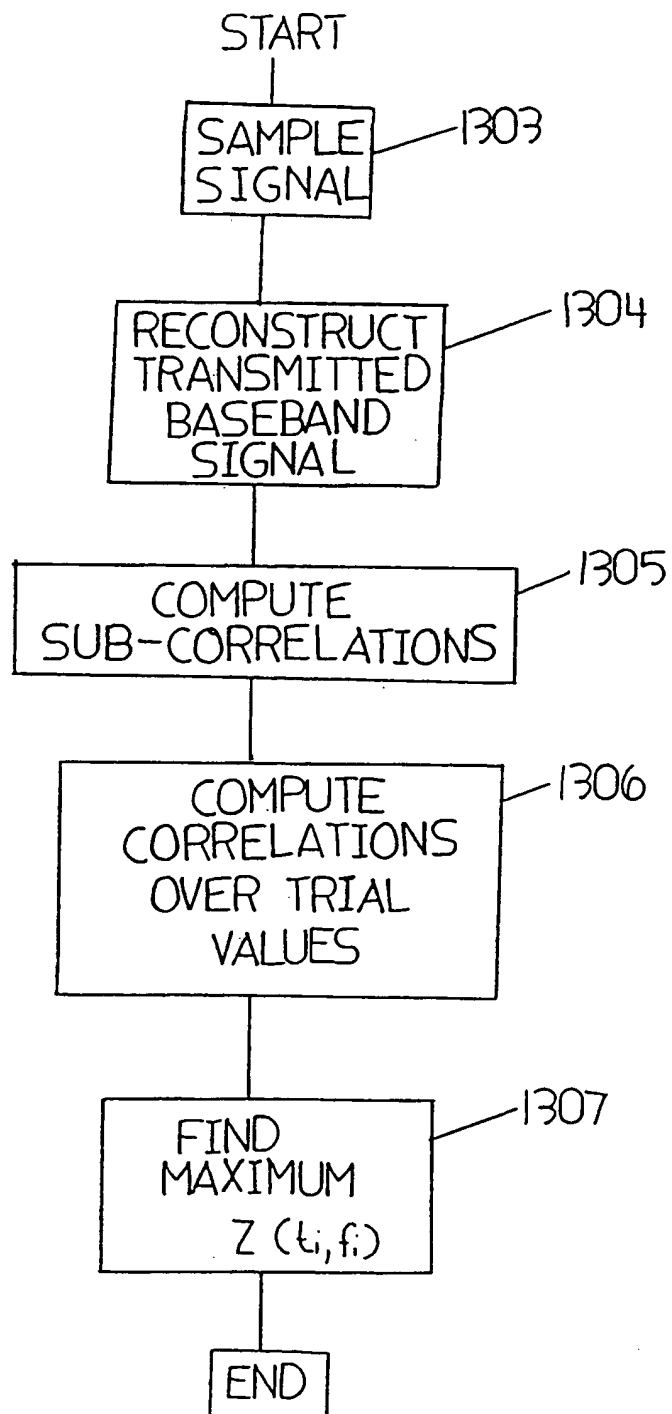 START
SAMPLE
SIGNAL
1303
RECONSTRUCT
TRANSMITTED
BASEBAND
SIGNAL
1304
COMPUTE
SUB-CORRELATIONS
1305
COMPUTE
CORRELATIONS
OVER TRIAL
VALUES
1306
FIND
MAXIMUM
Z (ti,fi)
1307
END